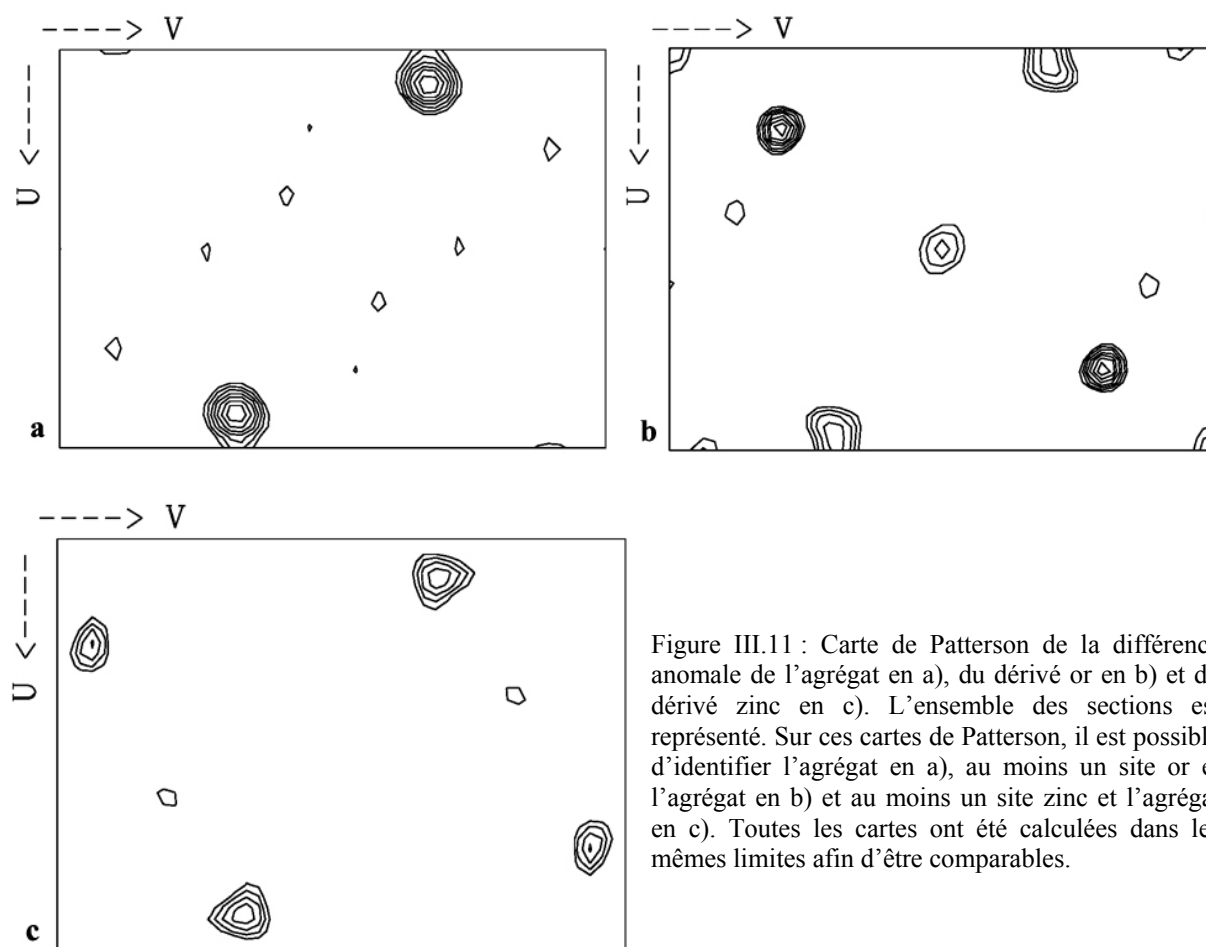 V
V
U
U
a
b
V
U
c
Figure III.11 : Carte de Patterson de la différenc
anomale de l'agrégat en a), du dérivé or en b) et d
dérivé zinc en c). L'ensemble des sections es
représenté. Sur ces cartes de Patterson, il est possibl
d'identifier l'agrégat en a), au moins un site or e
l'agrégat en b) et au moins un site zinc et l'agréga
en c). Toutes les cartes ont été calculées dans le
mêmes limites afin d'être comparables.